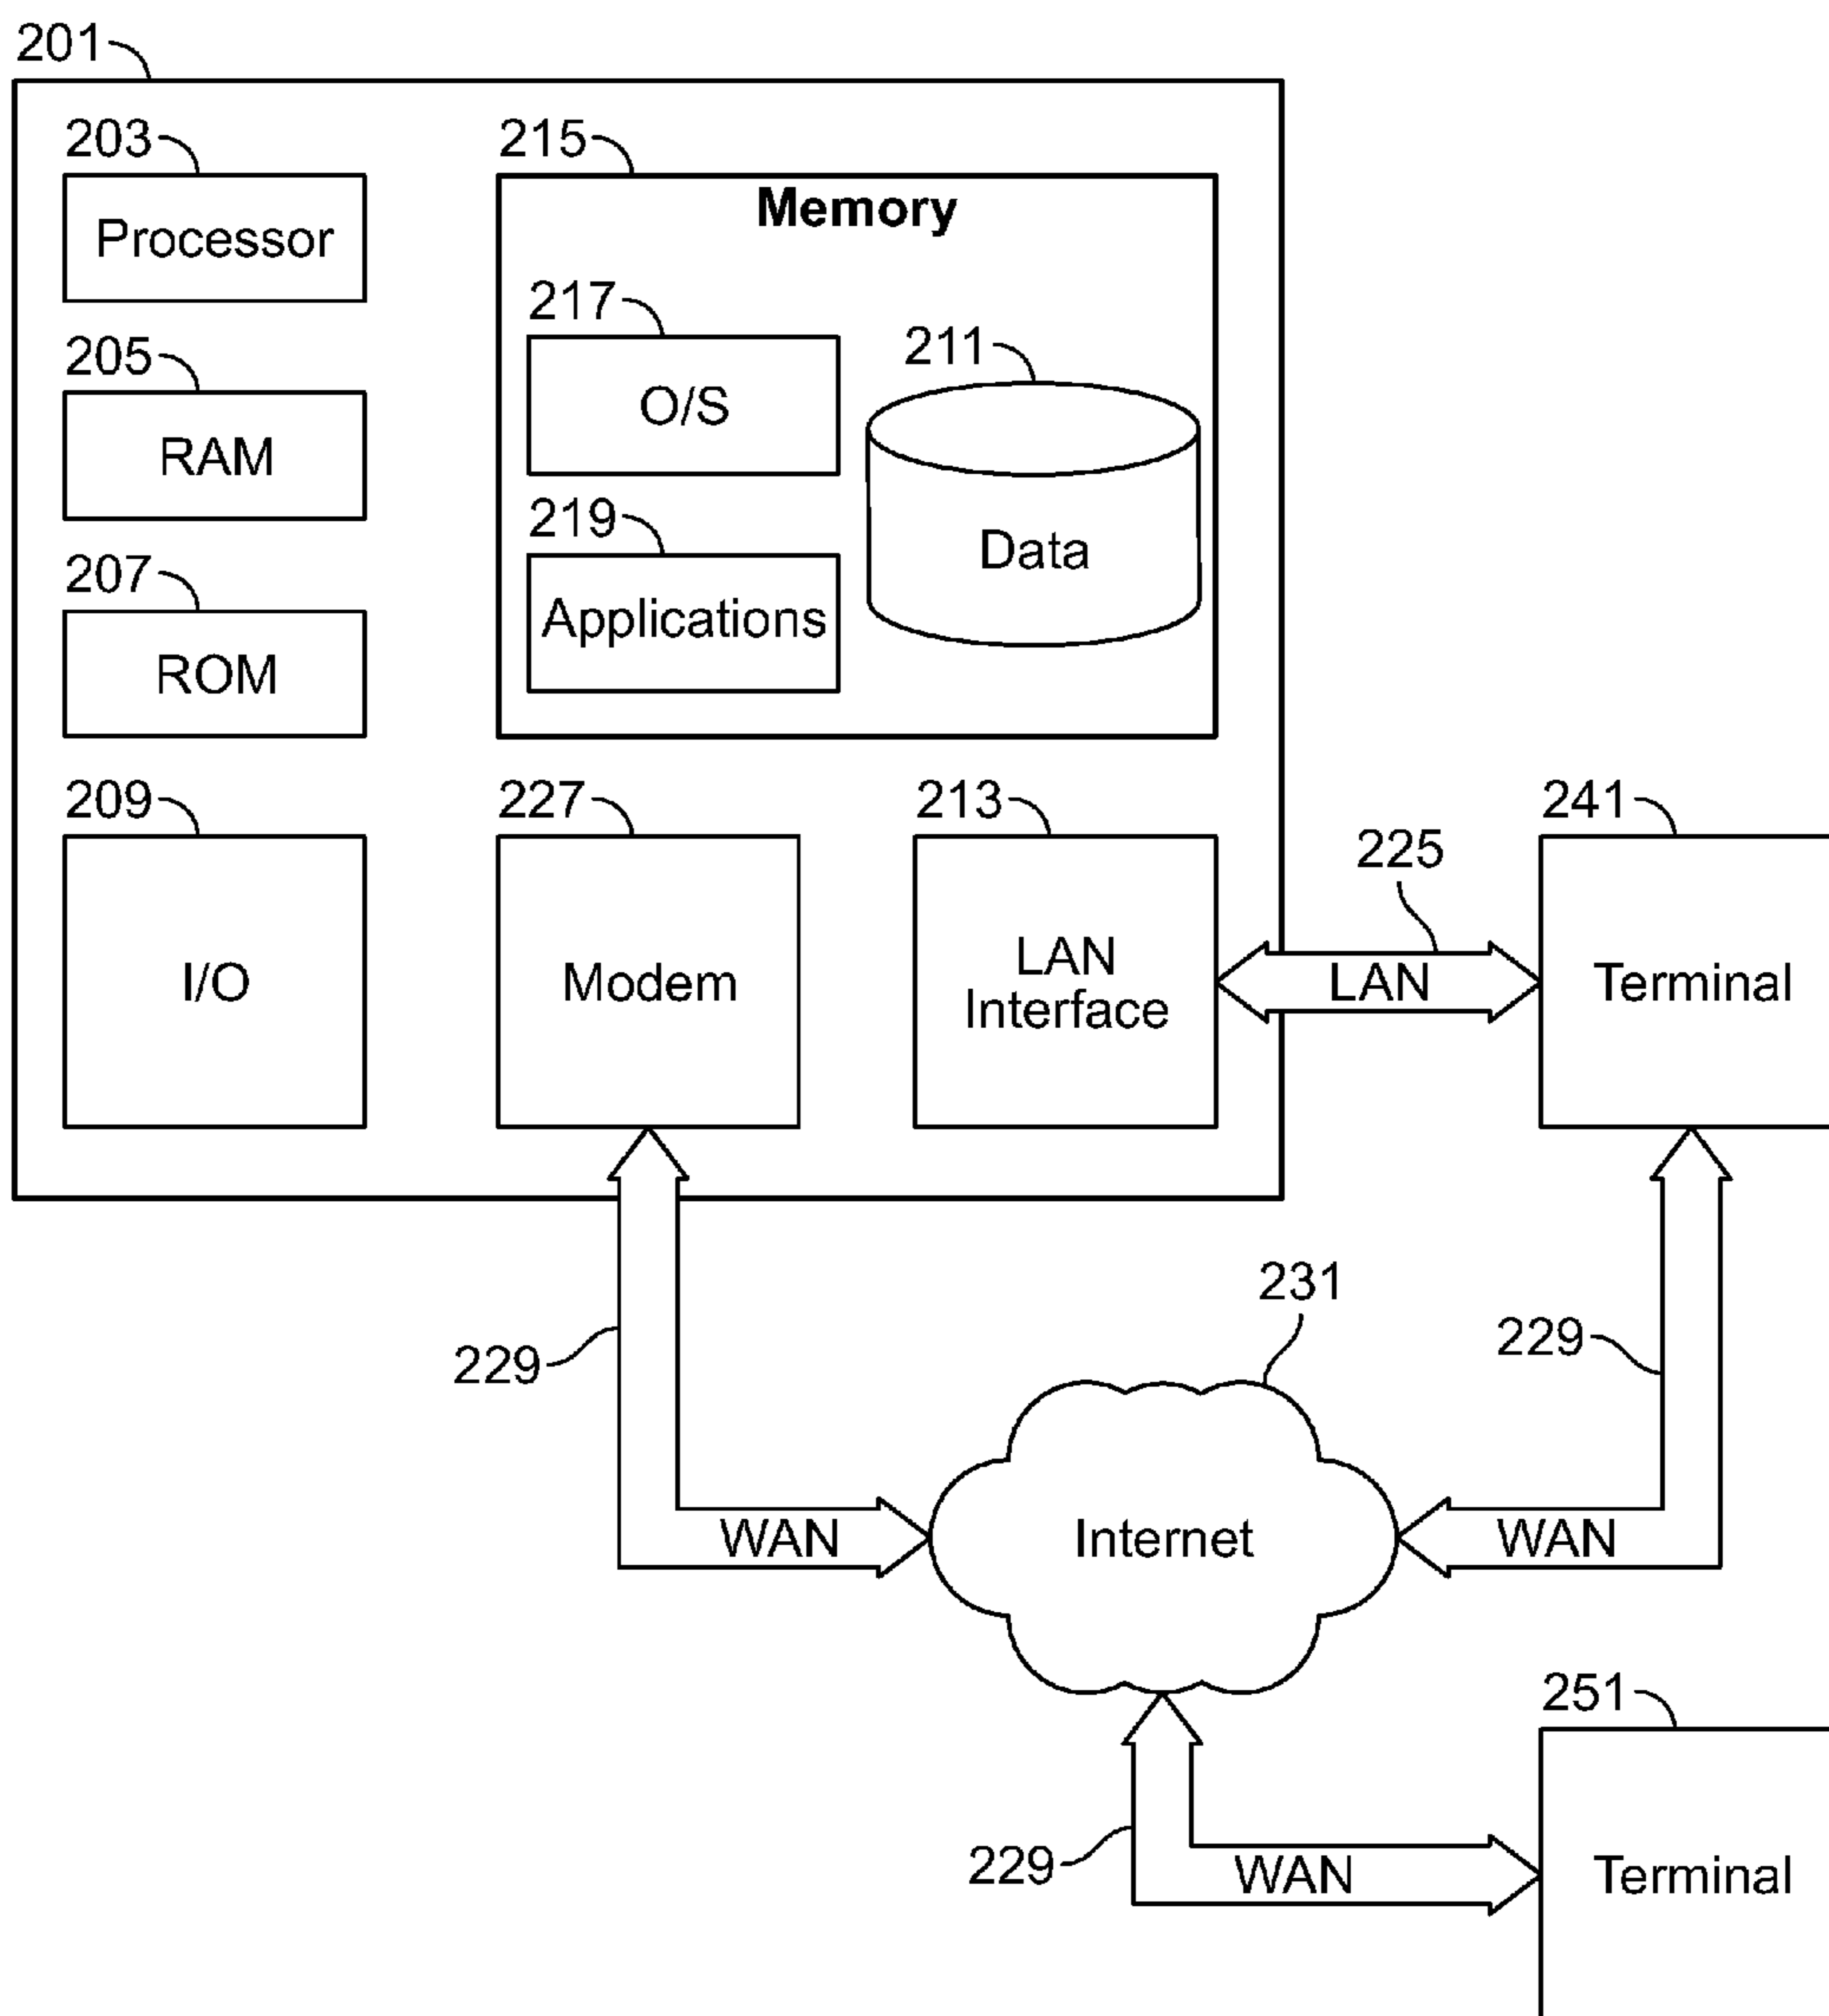 201
203
Processor
205
RAM
207
ROM
209
I/O
215
Memory
217
O/S
219
Applications
211
Data
227
Modem
213
LAN
Interface
225
LAN
241
Terminal
229
WAN
231
Internet
229
WAN
229
WAN
251
Terminal